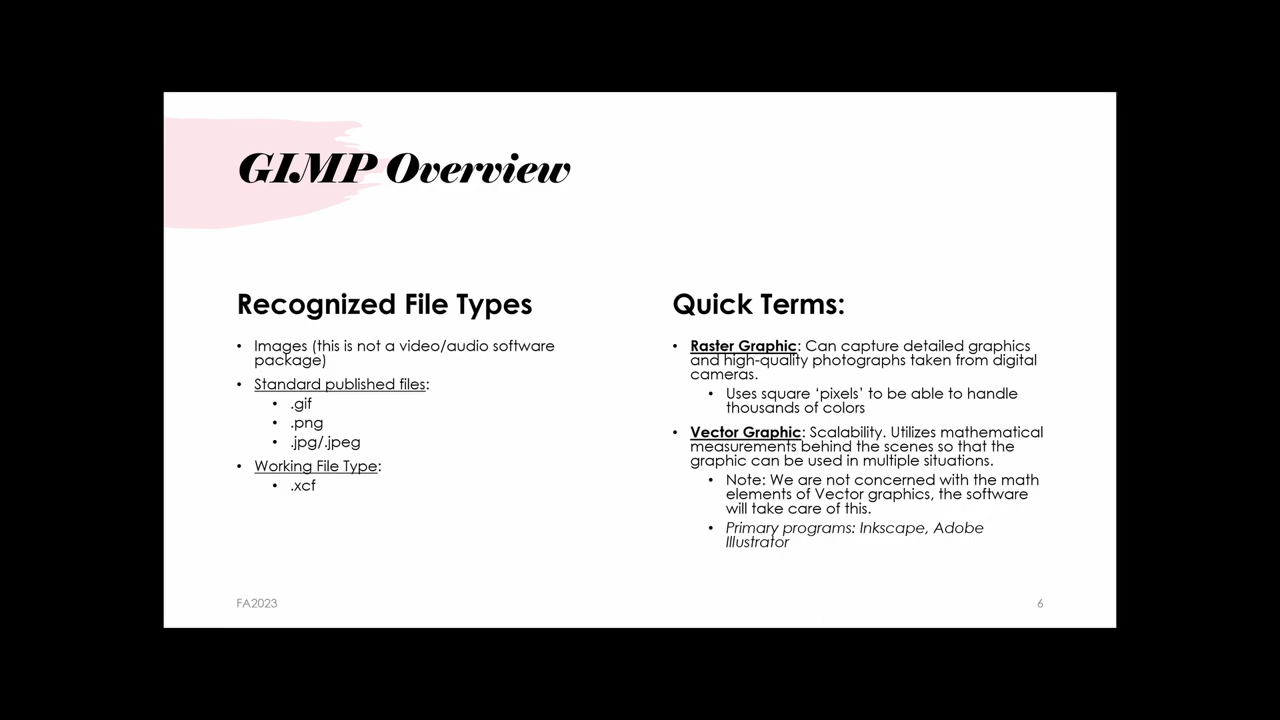 GIMP Overview
Recognized File Types
• Images (this is not a video/audio software
package)
• Standard published files:
• .gif
• .png
• .jpg/.jpeg
• Working File Type:
• .xcf
Quick Terms:
• Raster Graphic: Can capture detailed graphics
and high-quality photographs taken from digital
cameras.
• Uses square ‘pixels’ to be able to handle
thousands of colors
• Vector Graphic: Scalability. Utilizes mathematical
measurements behind the scenes so that the
graphic can be used in multiple situations.
• Note: We are not concerned with the math
elements of Vector graphics, the software
will take care of this.
• Primary programs: Inkscape, Adobe
Illustrator
FA2023
6